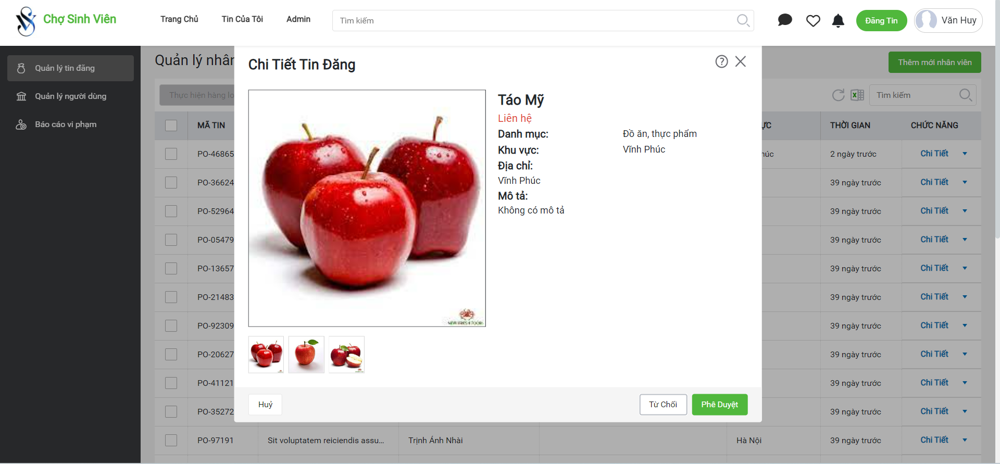 Chợ Sinh Viên
Trang Chủ
Tin Của Tôi
Admin
Tìm kiếm
Đăng Tin
Văn Huy
Quản lý tin đăng
Quản lý người dùng
Báo cáo vi phạm
Quản lý nhân
Thêm mới nhân viên
Thực hiện hàng lo
Tìm kiếm
MÃ TIN
ỰC
THỜI GIAN
CHỨC NĂNG
PO-46865
húc
2 ngày trước
Chi Tiết
PO-36624
39 ngày trước
Chi Tiết
PO-52964
39 ngày trước
Chi Tiết
PO-05479
39 ngày trước
Chi Tiết
PO-13657
39 ngày trước
Chi Tiết
PO-21483
39 ngày trước
Chi Tiết
PO-92309
39 ngày trước
Chi Tiết
PO-20627
39 ngày trước
Chi Tiết
PO-41121
39 ngày trước
Chi Tiết
PO-35272
39 ngày trước
Chi Tiết
PO-97191
Sit voluptatem reiciendis assu...
Trịnh Ánh Nhài
Hà Nội
39 ngày trước
Chi Tiết
Chi Tiết Tin Đăng
Táo Mỹ
Liên hệ
Danh mục:
Đồ ăn, thực phẩm
Khu vực:
Vĩnh Phúc
Địa chỉ:
Vĩnh Phúc
Mô tả:
Không có mô tả
Huỷ
Từ Chối
Phê Duyệt